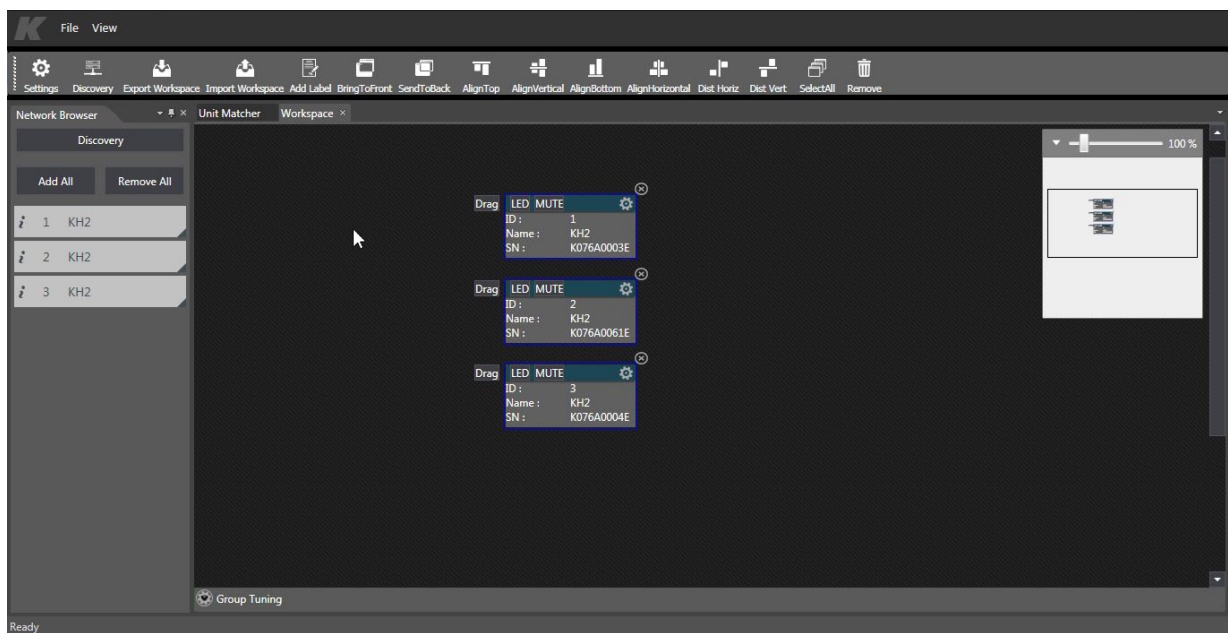 K
File View
Settings Discovery Export Workspace Import Workspace Add Label BringToFront SendToBack AlignTop AlignVertical AlignBottom AlignHorizontal Dist Horiz Dist Vert SelectAll Remove
Network Browser
Unit Matcher Workspace
Discovery
100 %
Add All Remove All
i 1 KH2
i 2 KH2
i 3 KH2
Drag LED MUTE
ID : 1
Name : KH2
SN : K076A0003E
Drag LED MUTE
ID : 2
Name : KH2
SN : K076A0061E
Drag LED MUTE
ID : 3
Name : KH2
SN : K076A0004E
Group Tuning
Ready